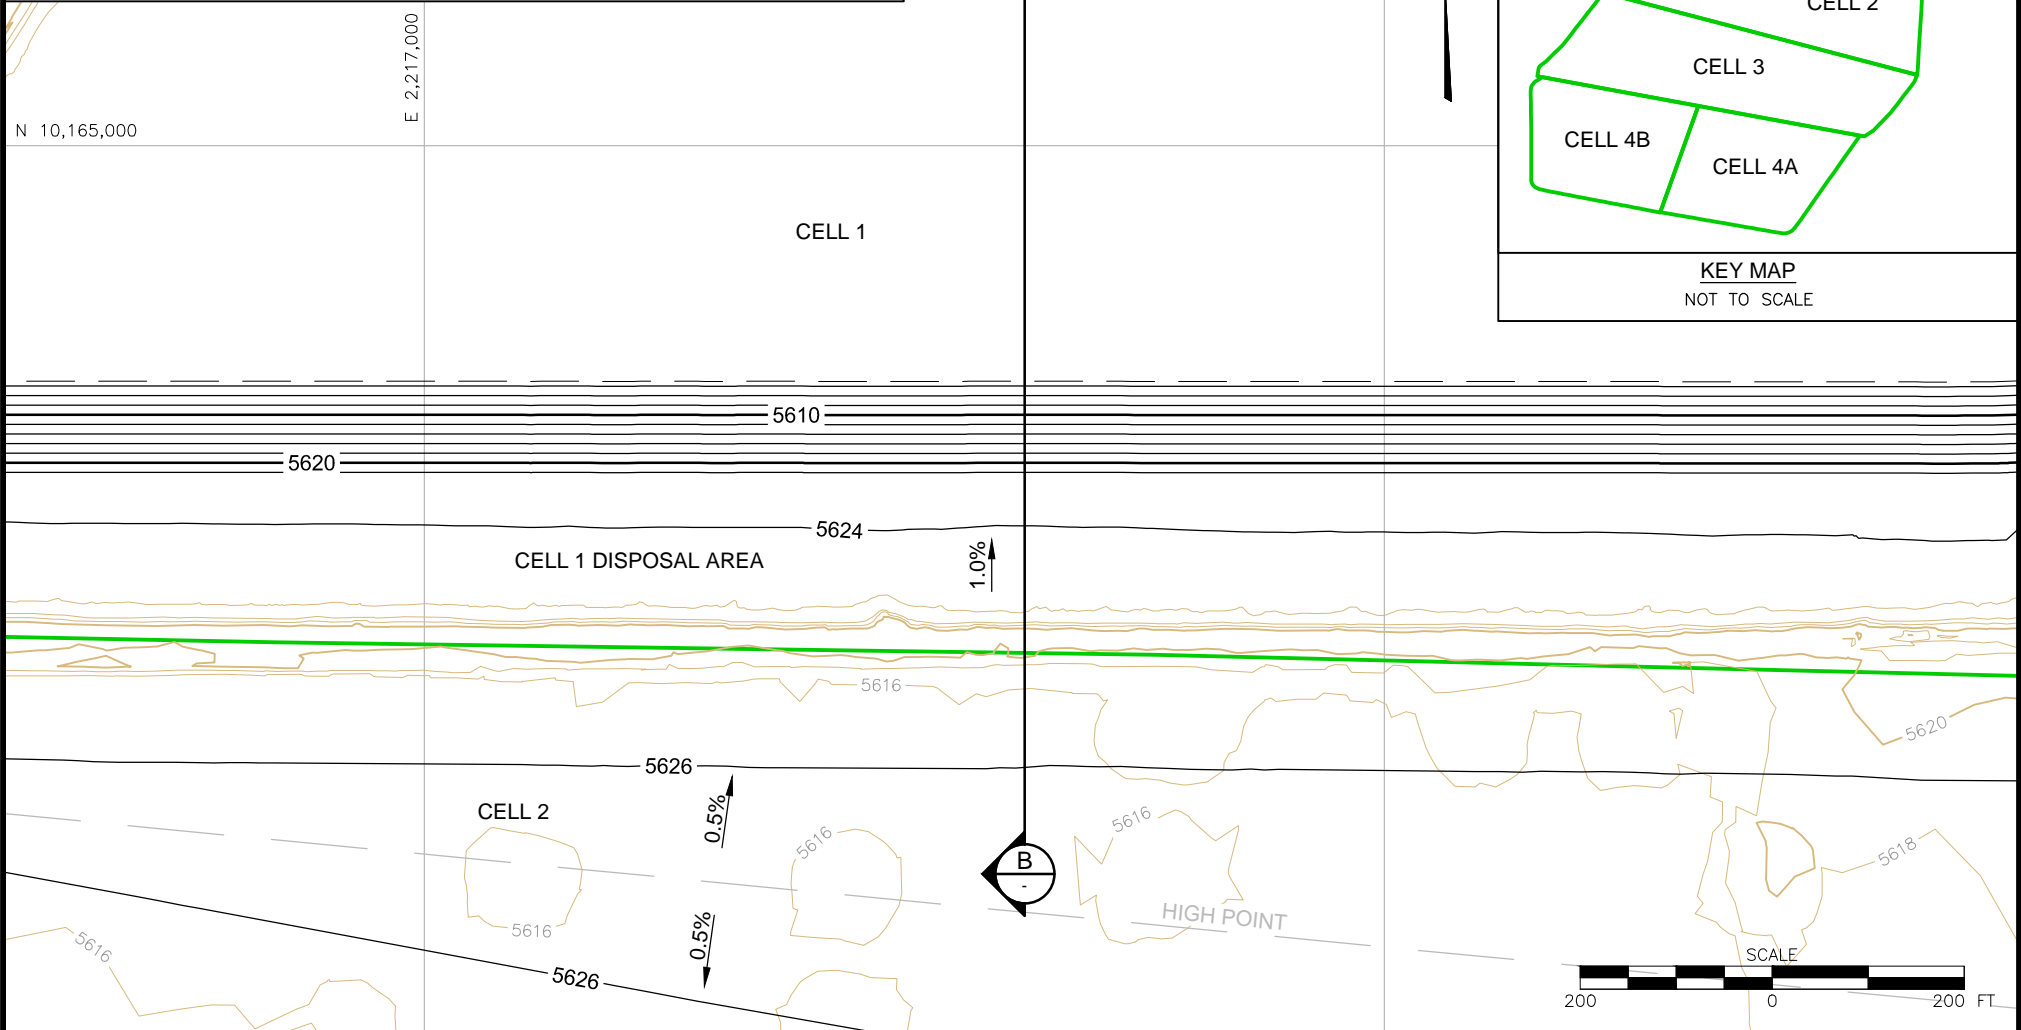 CELL 2
E 2,217,000
CELL 3
N 10,165,000
CELL 4B
CELL 4A
CELL 1
KEY MAP
NOT TO SCALE
5610
5620
5624
CELL 1 DISPOSAL AREA
1.0%
5616
5620
5626
CELL 2
0.5%
5616
5616
5618
B
-
HIGH POINT
5616
0.5%
5616
5626
SCALE
200 0 200 FT